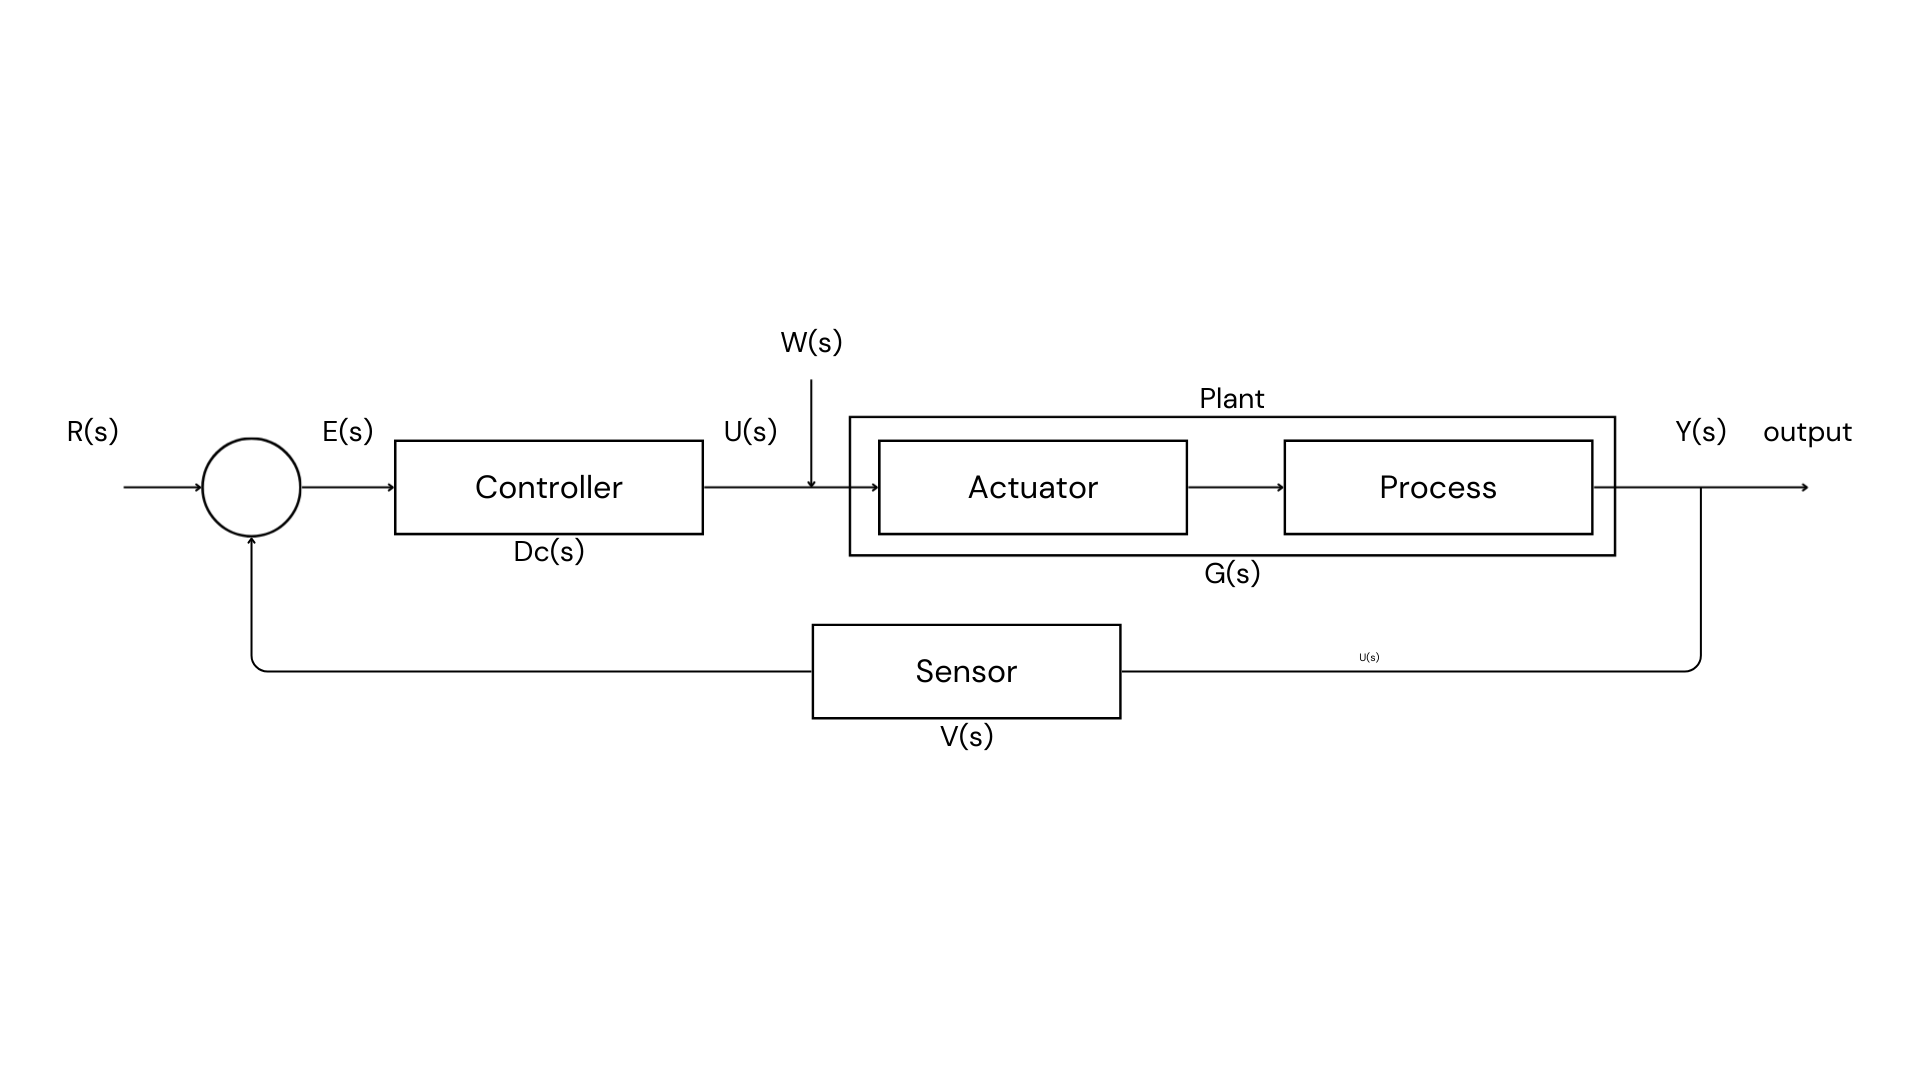 W(s)
Plant
R(s)
E(s)
U(s)
Y(s) output
Controller
Actuator
Process
Dc(s)
G(s)
U(s)
Sensor
V(s)